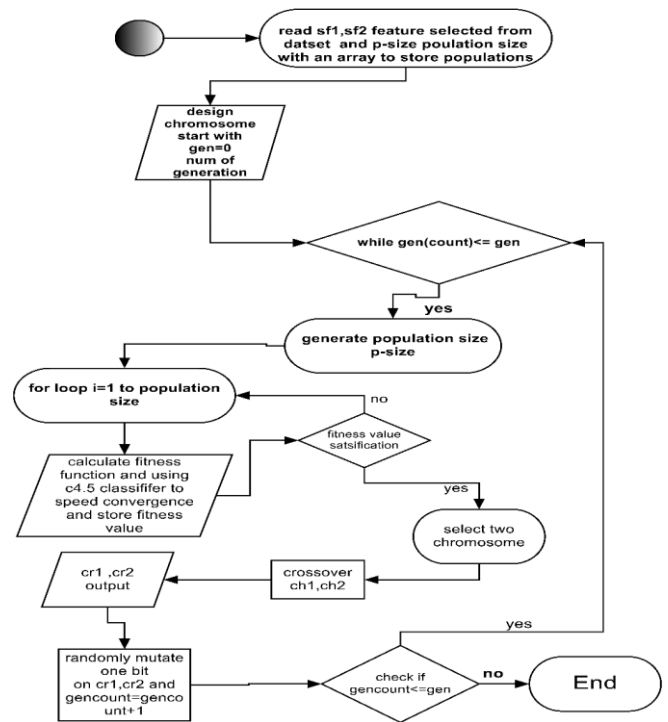 read sf1,sf2 feature selected from
datset and p-size poulation size
with an array to store populations
design
chromosome
start with
gen=0
num of
generation
while gen(count)<= gen
yes
generate population size
p-size
for loop i=1 to population
size
no
fitness value
satsification
calculate fitness
function and using
c4.5 classififer to
speed convergence
and store fitness
value
yes
select two
chromosome
crossover
ch1,ch2
cr1 ,cr2
output
randomly mutate
one bit
on cr1,cr2 and
gencount=genco
unt+1
check if
gencount<=gen
yes
no
End